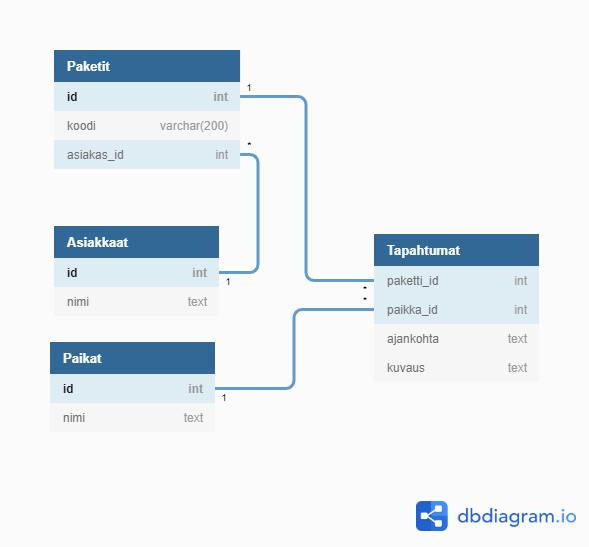 Paketit
id int
koodi varchar(200)
asiakas_id int
1
*
Asiakkaat
id int
nimi text
1
Paikat
id int
nimi text
1
Tapahtumat
paketti_id int
paikka_id int
ajankohta text
kuvaus text
*
*
dbdiagram.io